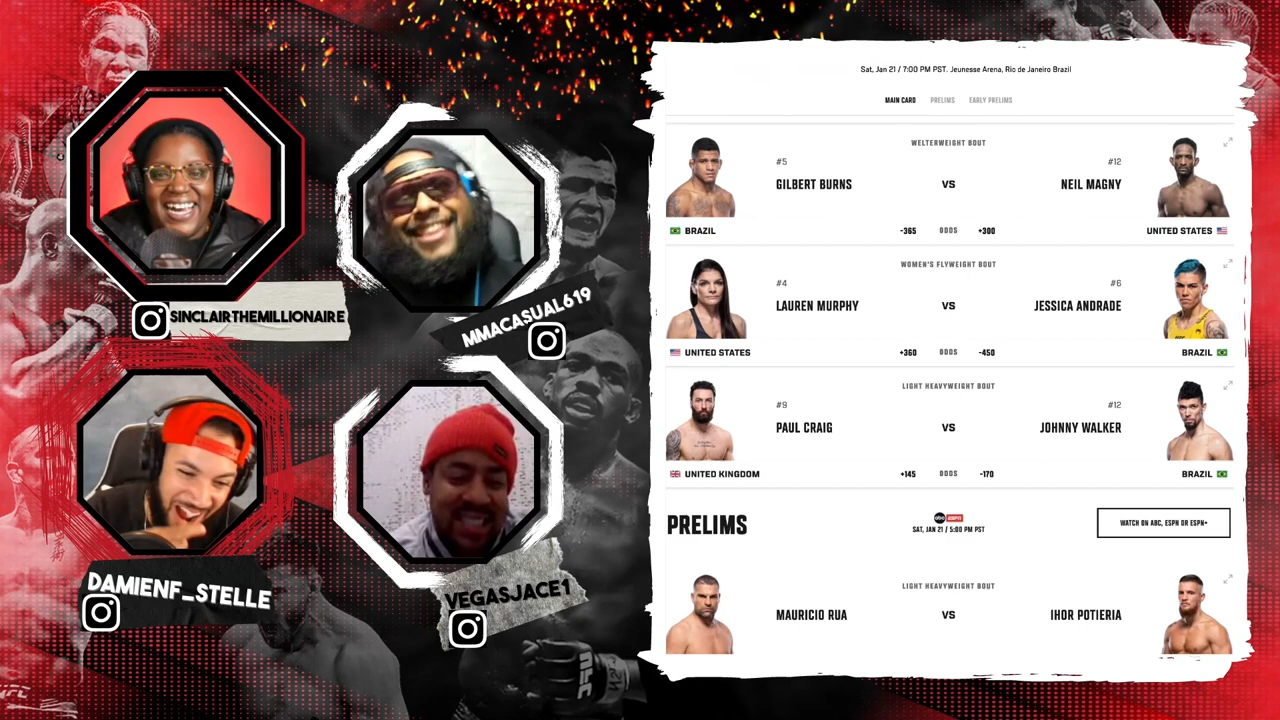 SINCLAIRTHEMILLIONAIRE
MMACASUAL619
DAMIENF_STELLE
VEGASJACE1
UFC
Sat, Jan 21 / 7:00 PM PST. Jeunesse Arena, Rio de Janeiro Brazil
MAIN CARD PRELIMS EARLY PRELIMS
WELTERWEIGHT BOUT
#5 #12
GILBERT BURNS VS NEIL MAGNY
BRAZIL -365 ODDS +300 UNITED STATES
WOMEN'S FLYWEIGHT BOUT
#4 #6
LAUREN MURPHY VS JESSICA ANDRADE
UNITED STATES +360 ODDS -450 BRAZIL
LIGHT HEAVYWEIGHT BOUT
#9 #12
PAUL CRAIG VS JOHNNY WALKER
UNITED KINGDOM +145 ODDS -170 BRAZIL
PRELIMS
abc ESPN
SAT, JAN 21 / 5:00 PM PST
WATCH ON ABC, ESPN OR ESPN+
LIGHT HEAVYWEIGHT BOUT
MAURICIO RUA VS IHOR POTIERIA